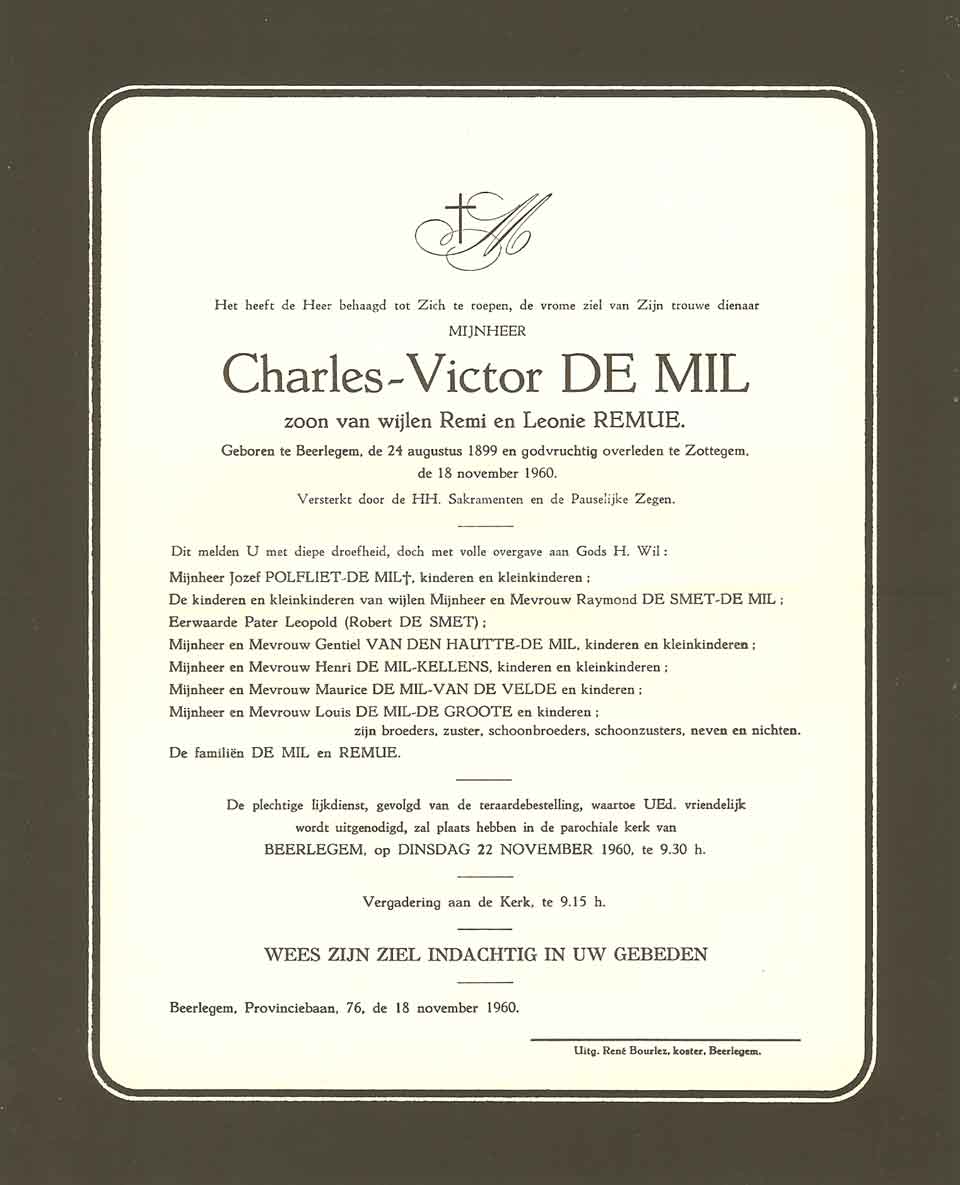 †M
Het heeft de Heer behaagd tot Zich te roepen, de vrome ziel van Zijn trouwe dienaar
MIJNHEER
Charles-Victor DE MIL
zoon van wijlen Remi en Leonie REMUE.
Geboren te Beerlegem, de 24 augustus 1899 en godvruchtig overleden te Zottegem,
de 18 november 1960.
Versterkt door de HH. Sakramenten en de Pauselijke Zegen.
Dit melden U met diepe droefheid, doch met volle overgave aan Gods H. Wil :
Mijnheer Jozef POLFLIET-DE MIL†, kinderen en kleinkinderen ;
De kinderen en kleinkinderen van wijlen Mijnheer en Mevrouw Raymond DE SMET-DE MIL ;
Eerwaarde Pater Leopold (Robert DE SMET) ;
Mijnheer en Mevrouw Gentiel VAN DEN HAUTTE-DE MIL, kinderen en kleinkinderen ;
Mijnheer en Mevrouw Henri DE MIL-KELLENS, kinderen en kleinkinderen ;
Mijnheer en Mevrouw Maurice DE MIL-VAN DE VELDE en kinderen ;
Mijnheer en Mevrouw Louis DE MIL-DE GROOTE en kinderen ;
zijn broeders, zuster, schoonbroeders, schoonzusters, neven en nichten.
De familiën DE MIL en REMUE.
De plechtige lijkdienst, gevolgd van de teraardebestelling, waartoe UEd. vriendelijk
wordt uitgenodigd, zal plaats hebben in de parochiale kerk van
BEERLEGEM, op DINSDAG 22 NOVEMBER 1960, te 9.30 h.
Vergadering aan de Kerk, te 9.15 h.
WEES ZIJN ZIEL INDACHTIG IN UW GEBEDEN
Beerlegem, Provinciebaan, 76, de 18 november 1960.
Uitg. René Bourlez, koster, Beerlegem.